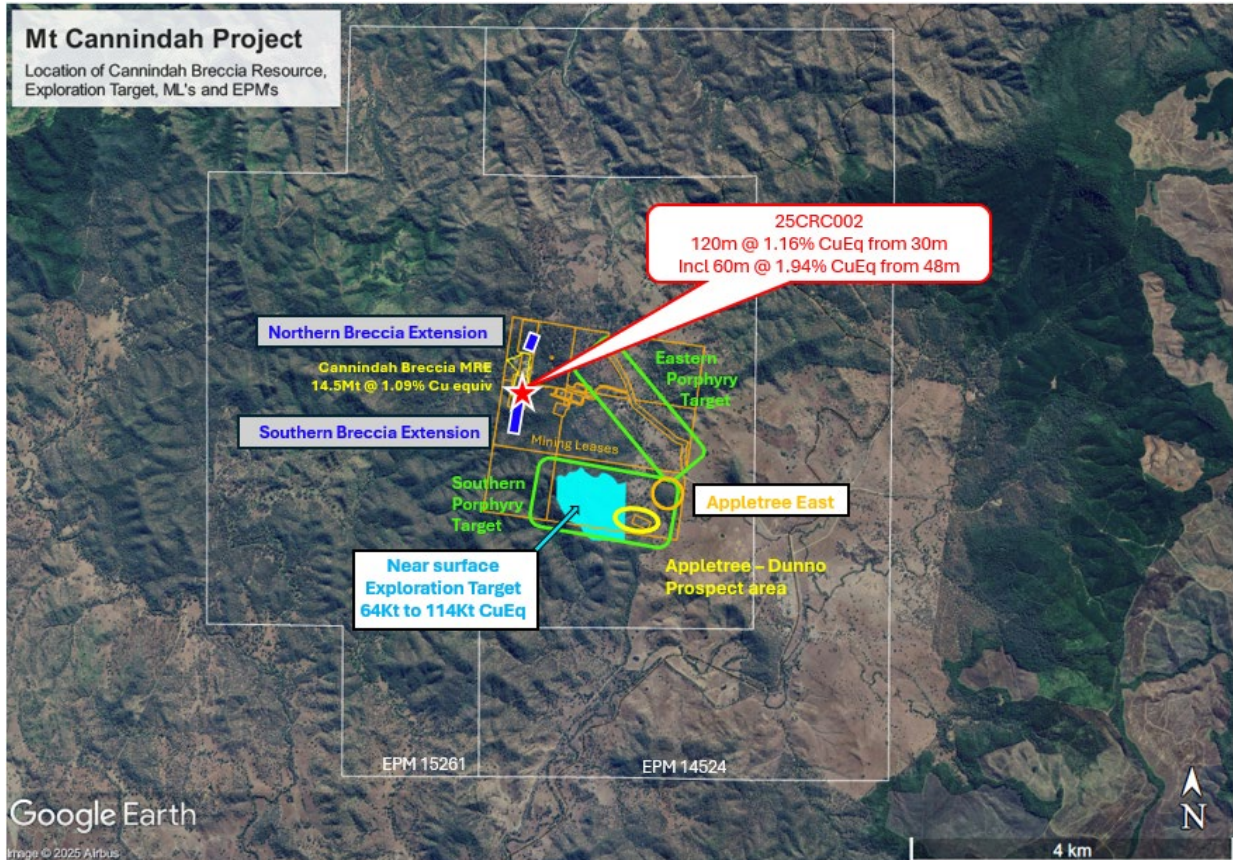 Mt Cannindah Project
Location of Cannindah Breccia Resource,
Exploration Target, ML's and EPM's
25CRC002
120m @ 1.16% CuEq from 30m
Incl 60m @ 1.94% CuEq from 48m
Northern Breccia Extension
Cannindah Breccia MRE
14.5Mt @ 1.09% Cu equiv
Southern Breccia Extension
Eastern
Porphyry
Target
Mining Leases
Southern
Porphyry
Target
Appletree East
Near surface
Exploration Target
64Kt to 114Kt CuEq
Appletree – Dunno
Prospect area
EPM 15261
EPM 14524
Google Earth
Image © 2025 Airbus
N
4 km